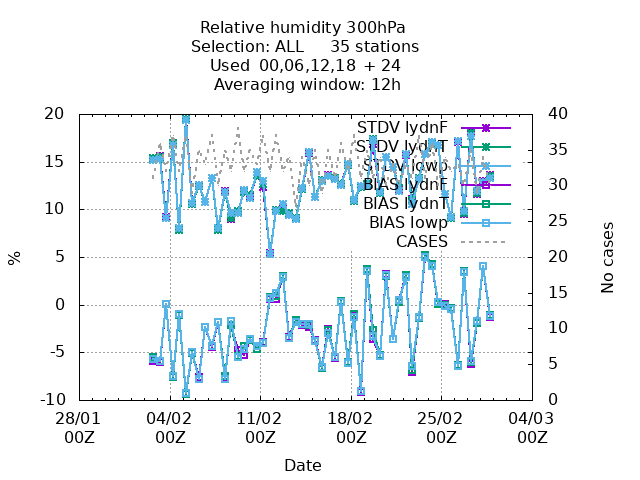 Relative humidity 300hPa
Selection: ALL 35 stations
Used 00,06,12,18 + 24
Averaging window: 12h
20
15
10
5
0
-5
-10
%
40
35
30
25
20
15
10
5
0
No cases
STDV lydnF
STDV lydnT
STDV lowp
BIAS lydnF
BIAS lydnT
BIAS lowp
CASES
28/01 04/02 11/02 18/02 25/02 04/03
00Z 00Z 00Z 00Z 00Z 00Z
Date